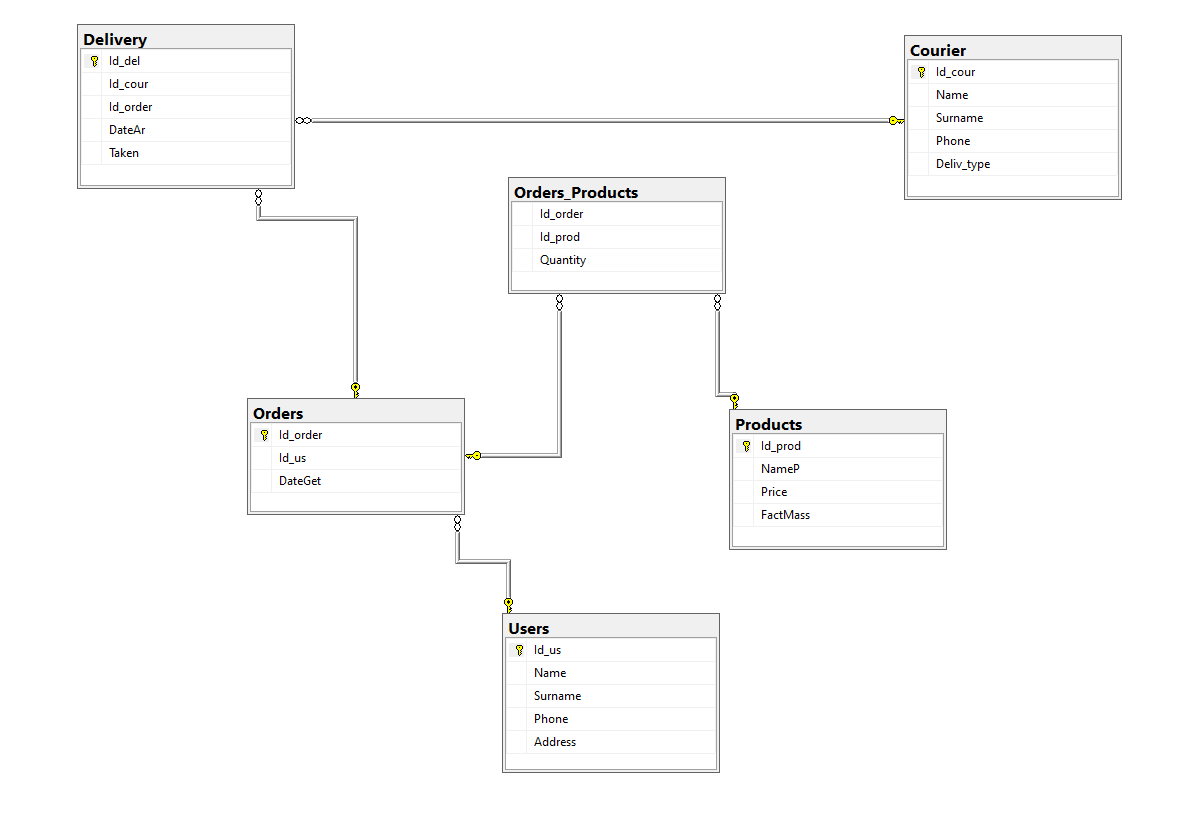 Delivery
Id_del
Id_cour
Id_order
DateAr
Taken
Courier
Id_cour
Name
Surname
Phone
Deliv_type
Orders_Products
Id_order
Id_prod
Quantity
Orders
Id_order
Id_us
DateGet
Products
Id_prod
NameP
Price
FactMass
Users
Id_us
Name
Surname
Phone
Address